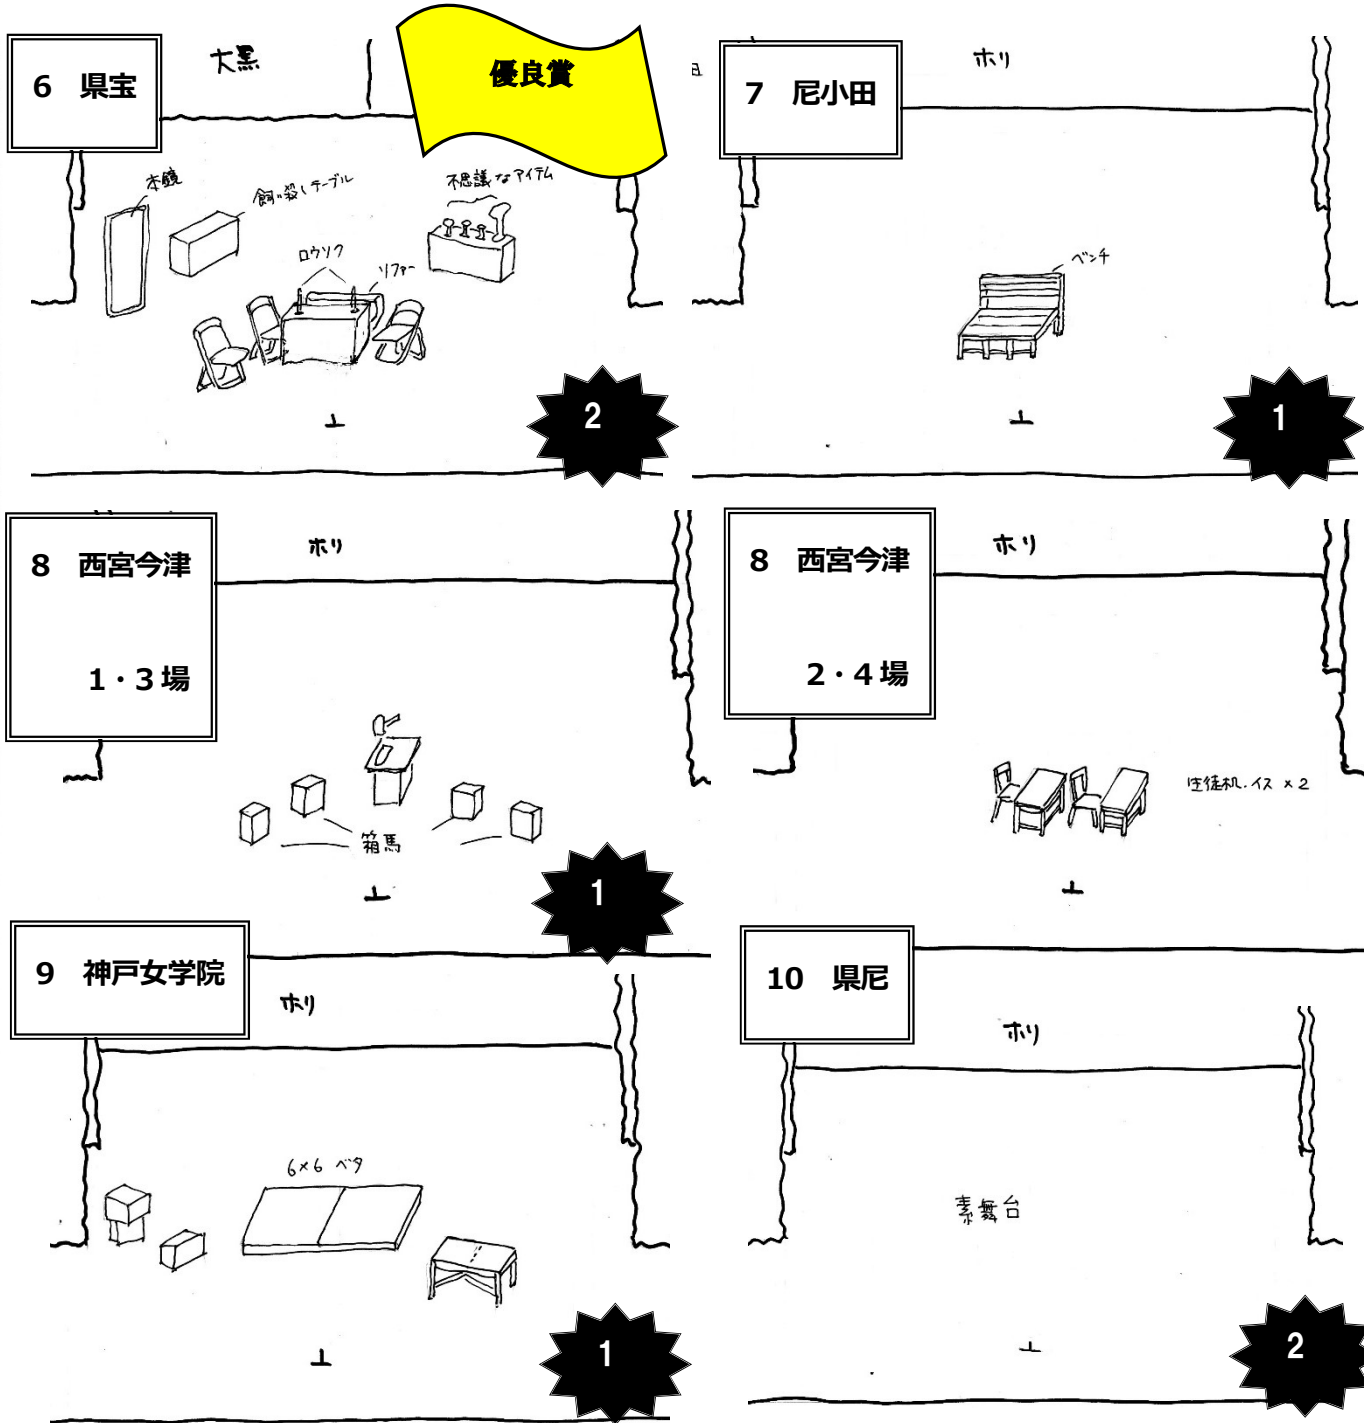 6 県宝
大黒
優良賞
本鏡
飼い殺しテーブル
不思議なアイテム
ロウソク
ソファー
2
7 尼小田
ホリ
ベンチ
1
8 西宮今津
1・3場
ホリ
箱馬
1
8 西宮今津
2・4場
ホリ
生徒机.イス ×2
9 神戸女学院
ホリ
6×6 ベタ
1
10 県尼
ホリ
素舞台
2